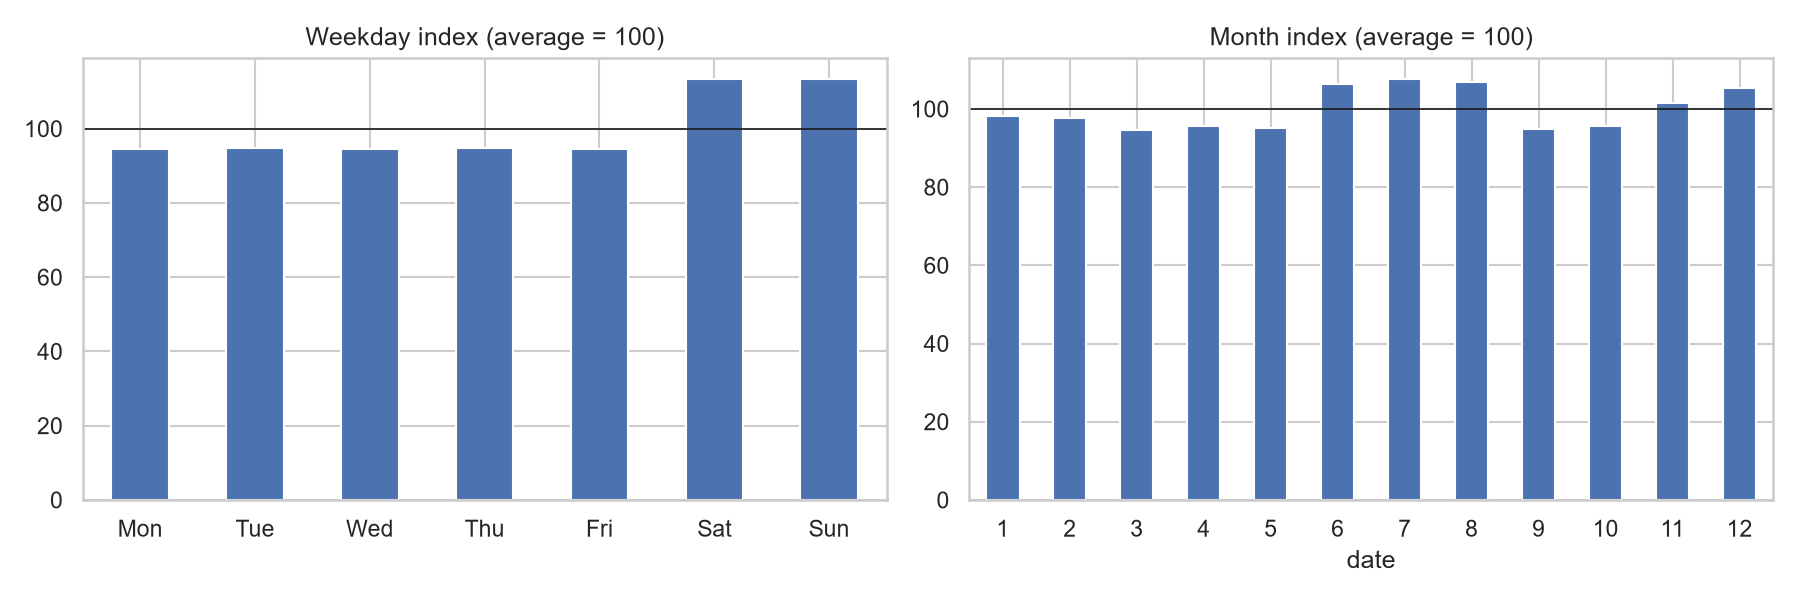 Weekday index (average = 100)
100
80
60
40
20
0
Mon Tue Wed Thu Fri Sat Sun
Month index (average = 100)
100
80
60
40
20
0
1 2 3 4 5 6 7 8 9 10 11 12
date